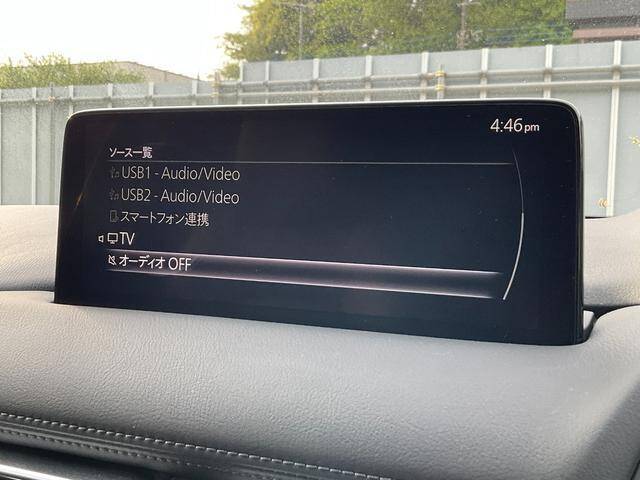 4:46pm
ソース一覧
USB1 - Audio/Video
USB2 - Audio/Video
スマートフォン連携
TV
オーディオ OFF